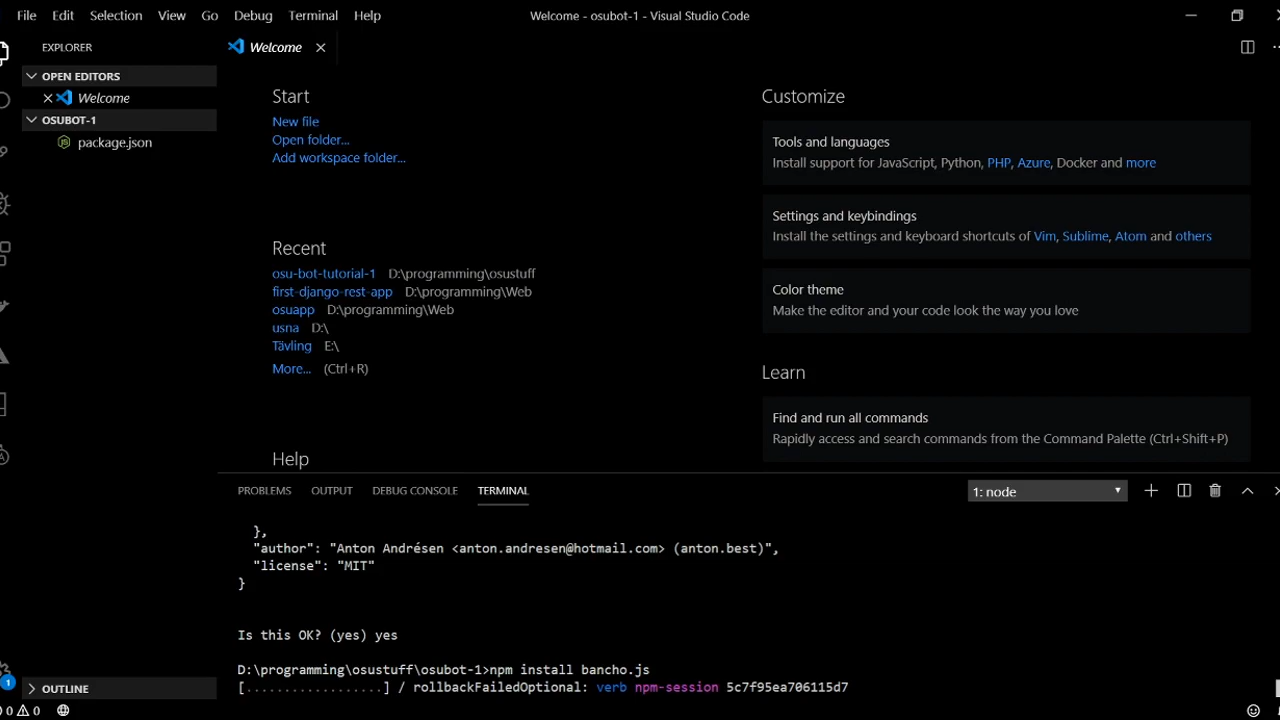 File Edit Selection View Go Debug Terminal Help
Welcome - osubot-1 - Visual Studio Code
EXPLORER
OPEN EDITORS
Welcome
OSUBOT-1
package.json
OUTLINE
Welcome
Start
New file
Open folder...
Add workspace folder...
Recent
osu-bot-tutorial-1 D:\programming\osustuff
first-django-rest-app D:\programming\Web
osuapp D:\programming\Web
usna D:\
Tävling E:\
More... (Ctrl+R)
Help
Customize
Tools and languages
Install support for JavaScript, Python, PHP, Azure, Docker and more
Settings and keybindings
Install the settings and keyboard shortcuts of Vim, Sublime, Atom and others
Color theme
Make the editor and your code look the way you love
Learn
Find and run all commands
Rapidly access and search commands from the Command Palette (Ctrl+Shift+P)
PROBLEMS OUTPUT DEBUG CONSOLE TERMINAL
1: node
},
"author": "Anton Andrésen <anton.andresen@hotmail.com> (anton.best)",
"license": "MIT"
}
Is this OK? (yes) yes
D:\programming\osustuff\osubot-1>npm install bancho.js
[..................] / rollbackFailedOptional: verb npm-session 5c7f95ea706115d7
1
0 0